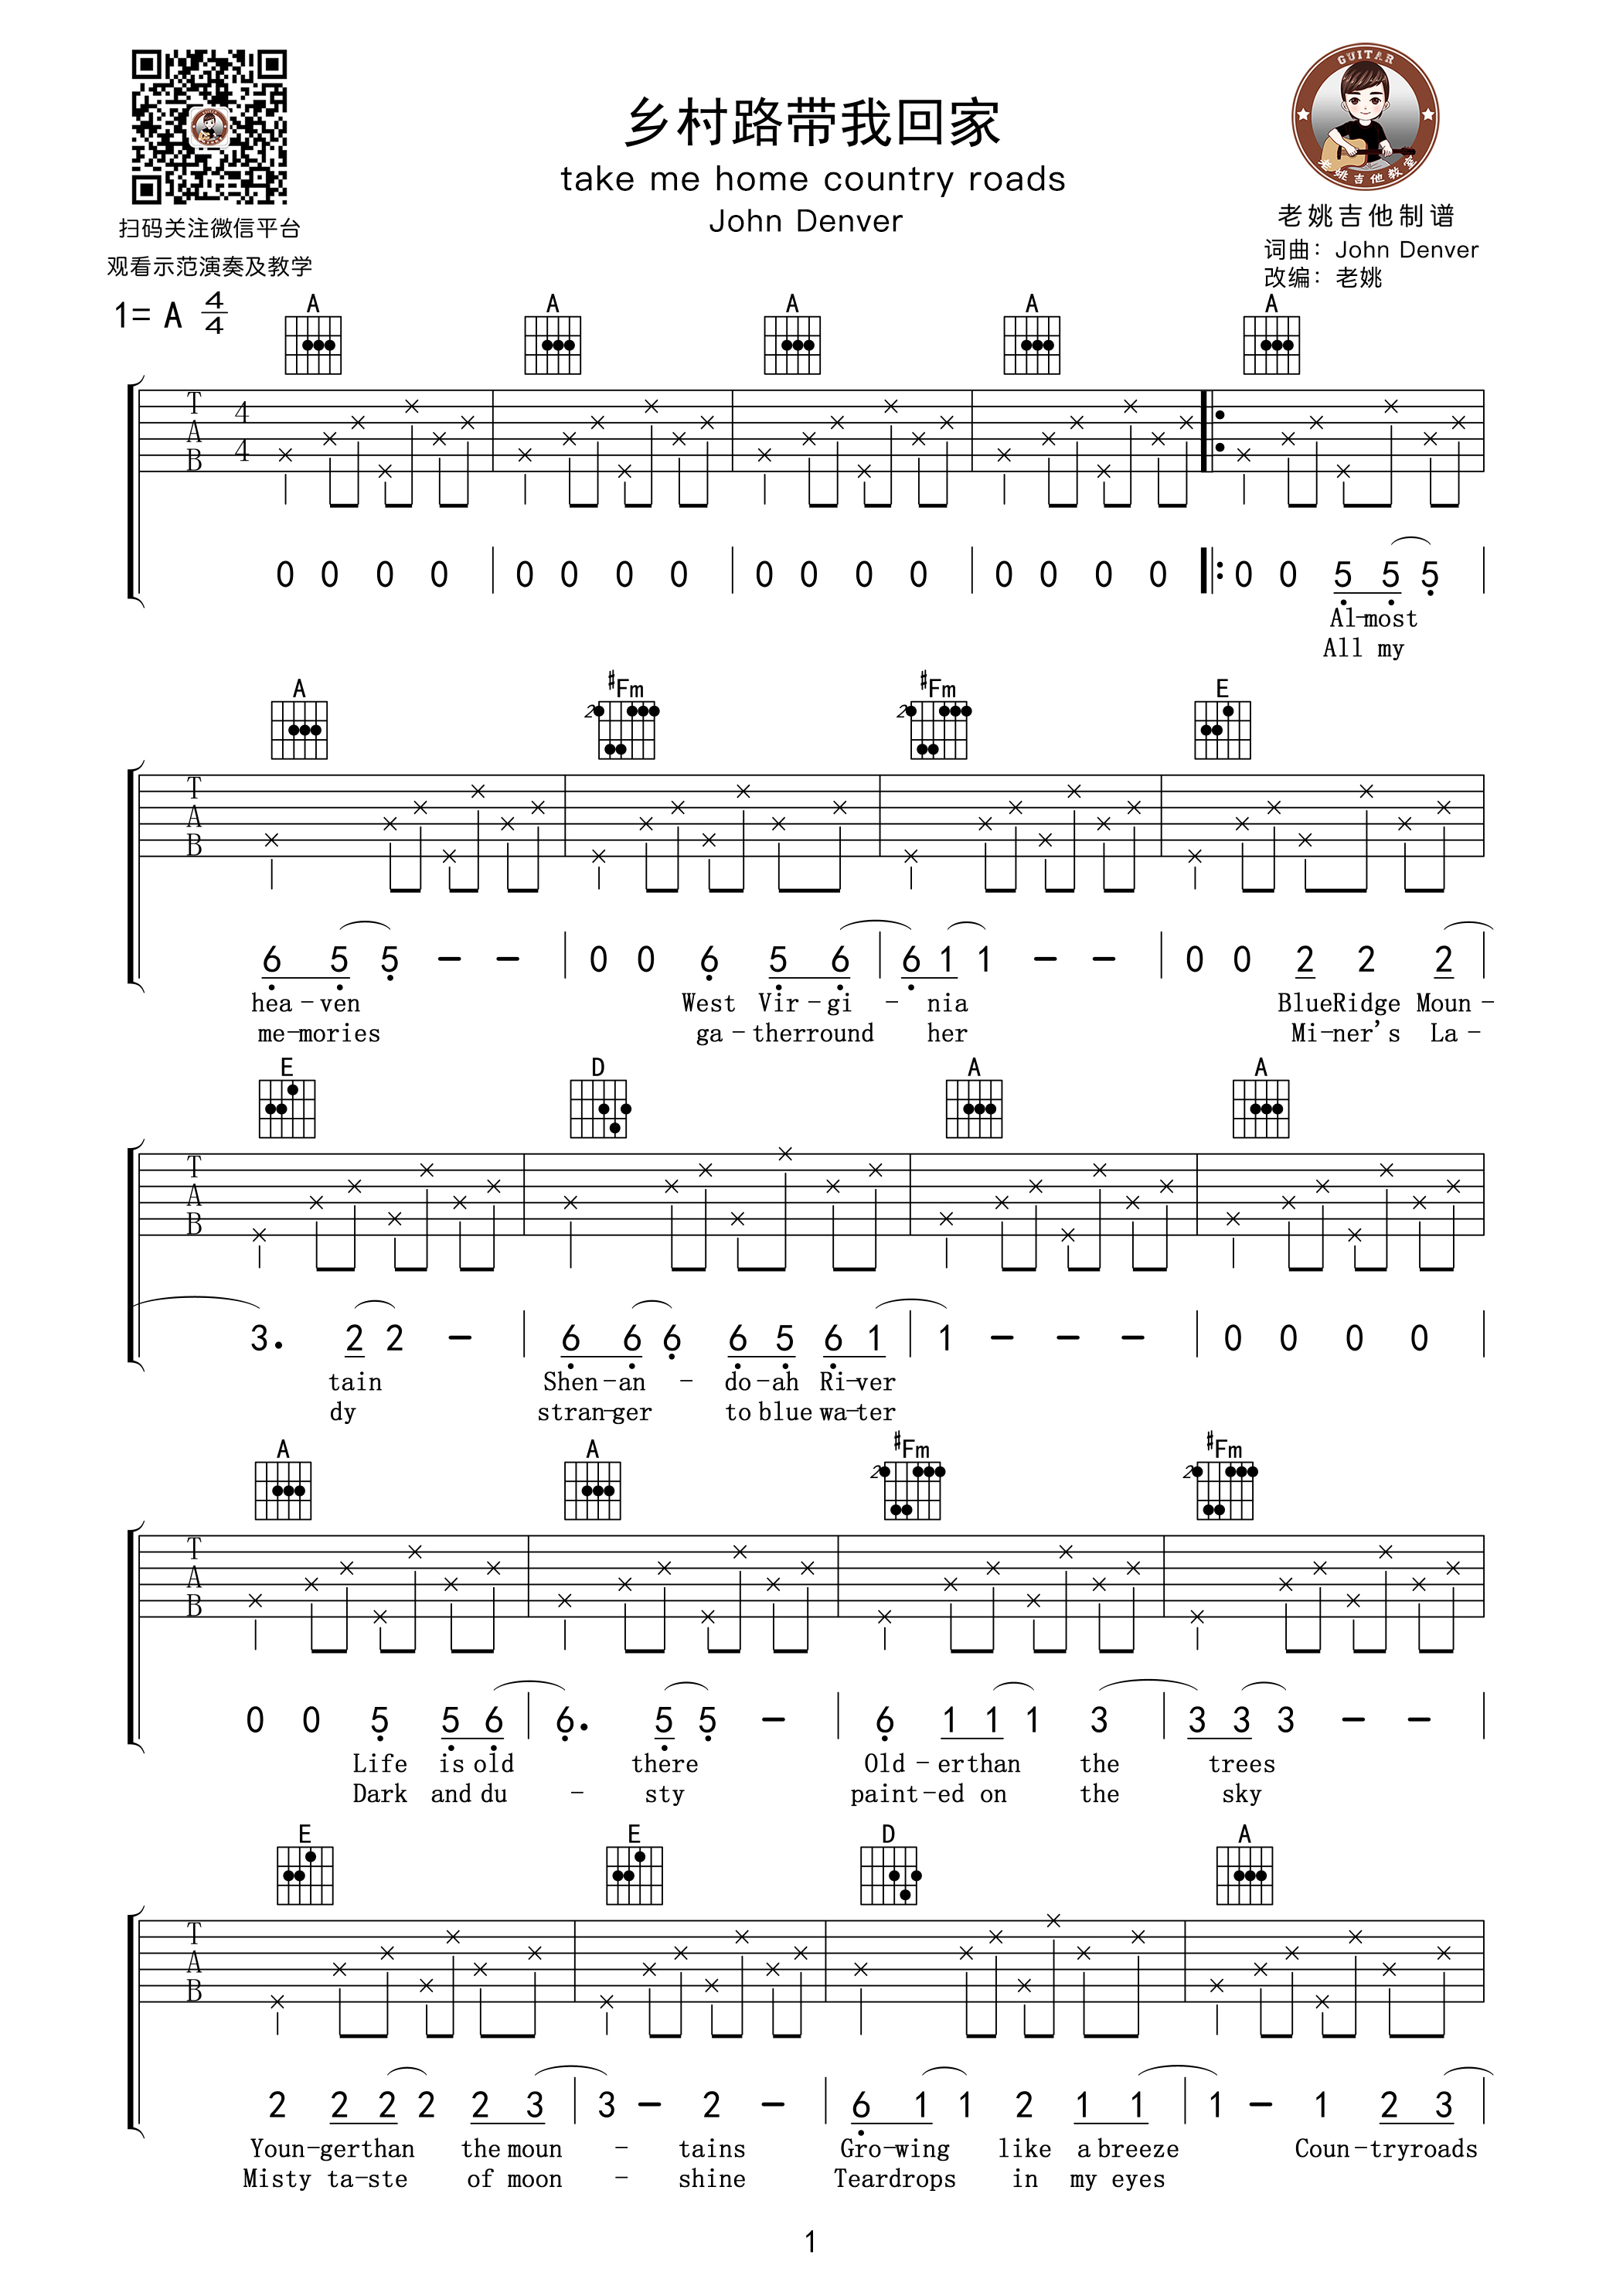 乡村路带我回家
take me home country roads
John Denver
扫码关注微信平台
观看示范演奏及教学
GUITAR
老姚吉他教室
老姚吉他制谱
词曲：John Denver
改编：老姚
1= A 4/4
A A A A A
T A B 4 4
0 0 0 0 | 0 0 0 0 | 0 0 0 0 | 0 0 0 0 |: 0 0 5 5 5 |
Al-most
All my
A #Fm #Fm E
2 2
T A B
6 5 5 - - | 0 0 6 5 6 | 6 1 1 - - | 0 0 2 2 2 |
hea-ven West Vir-gi - nia BlueRidge Moun-
me-mories ga-therround her Mi-ner's La-
E D A A
T A B
3. 2 2 - | 6 6 6 6 5 6 1 | 1 - - - | 0 0 0 0 |
tain Shen-an - do-ah Ri-ver
dy stran-ger to blue wa-ter
A A #Fm #Fm
2 2
T A B
0 0 5 5 6 | 6. 5 5 - | 6 1 1 1 3 | 3 3 3 - - |
Life is old there Old-erthan the trees
Dark and du - sty paint-ed on the sky
E E D A
T A B
2 2 2 2 2 3 | 3 - 2 - | 6 1 1 2 1 1 | 1 - 1 2 3 |
Youn-gerthan the moun - tains Gro-wing like a breeze Coun-tryroads
Misty ta-ste of moon - shine Teardrops in my eyes
1